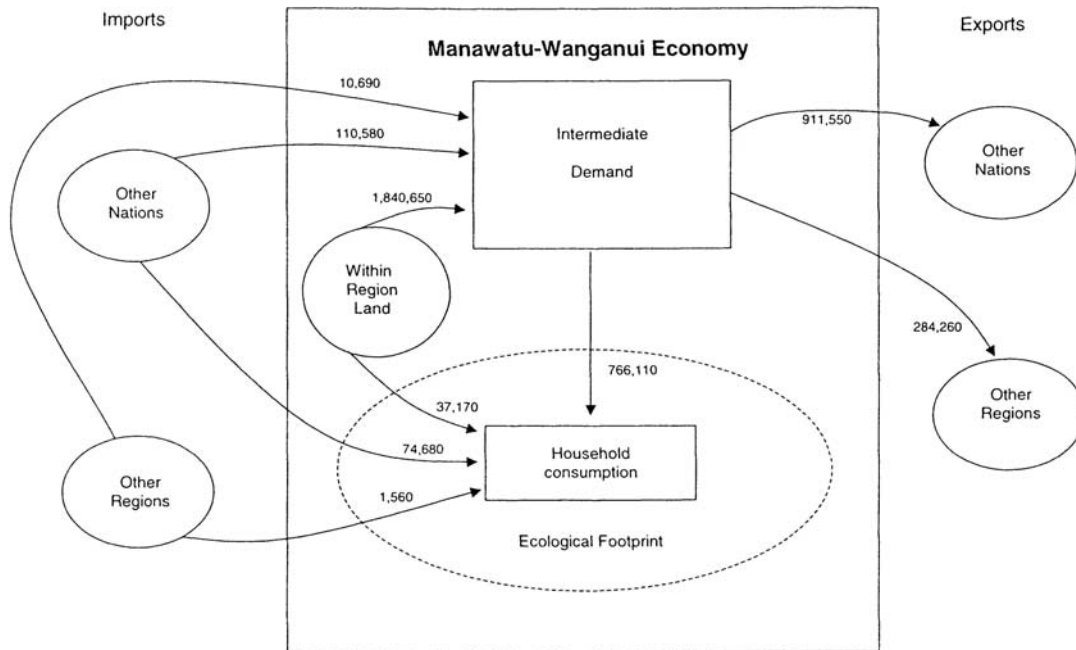 Imports
Exports
Manawatu-Wanganui Economy
10,690
110,580
1,840,650
Intermediate
Demand
911,550
Other
Nations
Other
Nations
Within
Region
Land
284,260
Other
Regions
766,110
37,170
74,680
1,560
Household
consumption
Other
Regions
Ecological Footprint